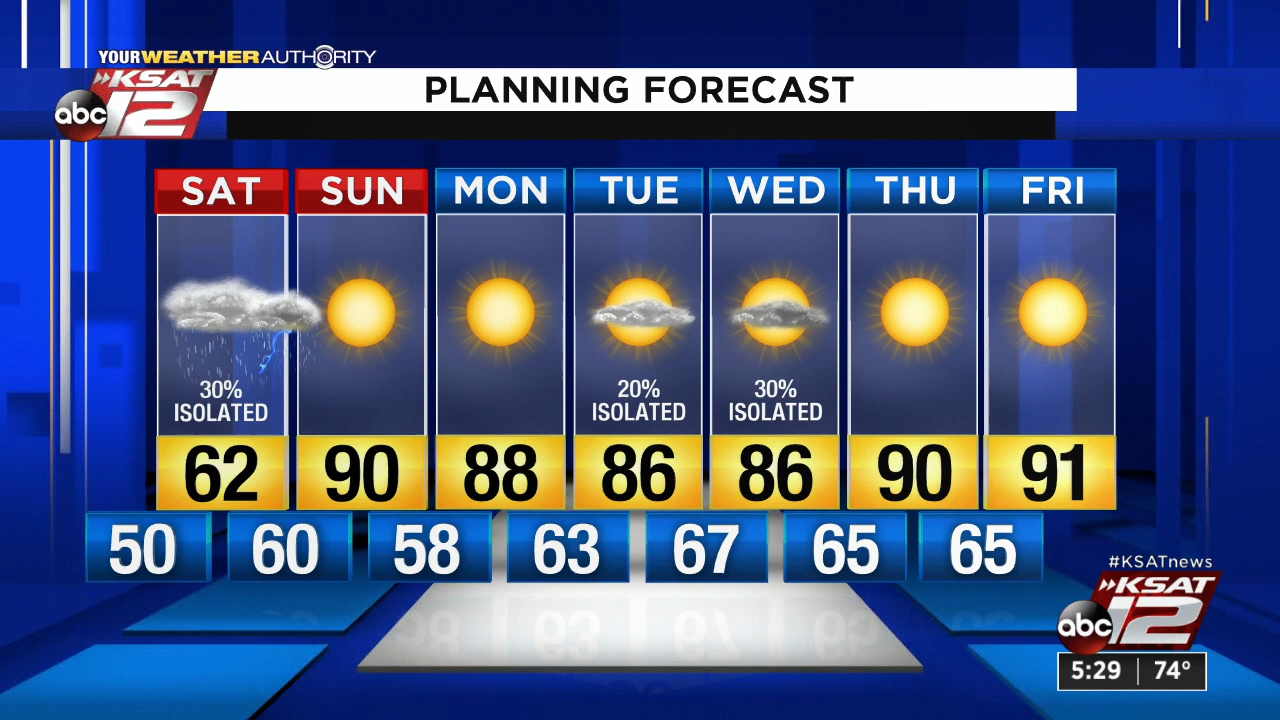 YOURWEATHERAUTHORITY
KSAT
abc 12
PLANNING FORECAST
SAT SUN MON TUE WED THU FRI
30% 20% 30%
ISOLATED ISOLATED ISOLATED
62 90 88 86 86 90 91
50 60 58 63 67 65 65
#KSATnews
KSAT
abc 12
5:29 74°